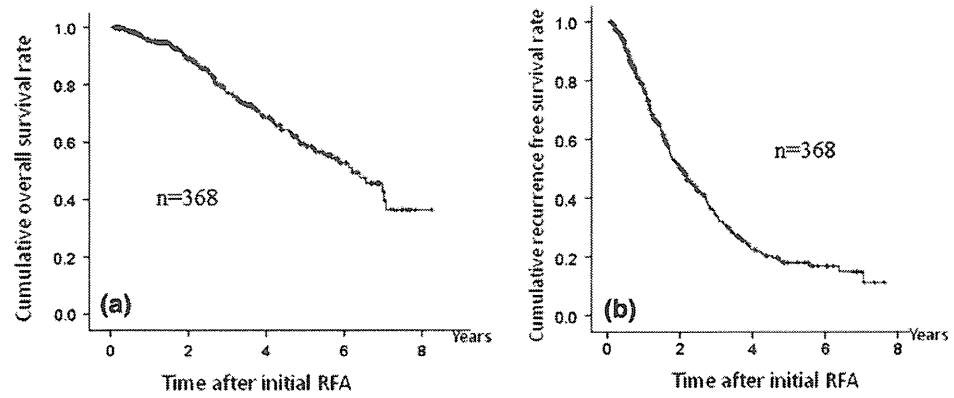 Cumulative overall survival rate
1.0
0.8
0.6
0.4
0.2
0.0
n=368
(a)
0 2 4 6 8
Years
Time after initial RFA
Cumulative recurrence free survival rate
1.0
0.8
0.6
0.4
0.2
0.0
n=368
(b)
0 2 4 6 8
Years
Time after initial RFA